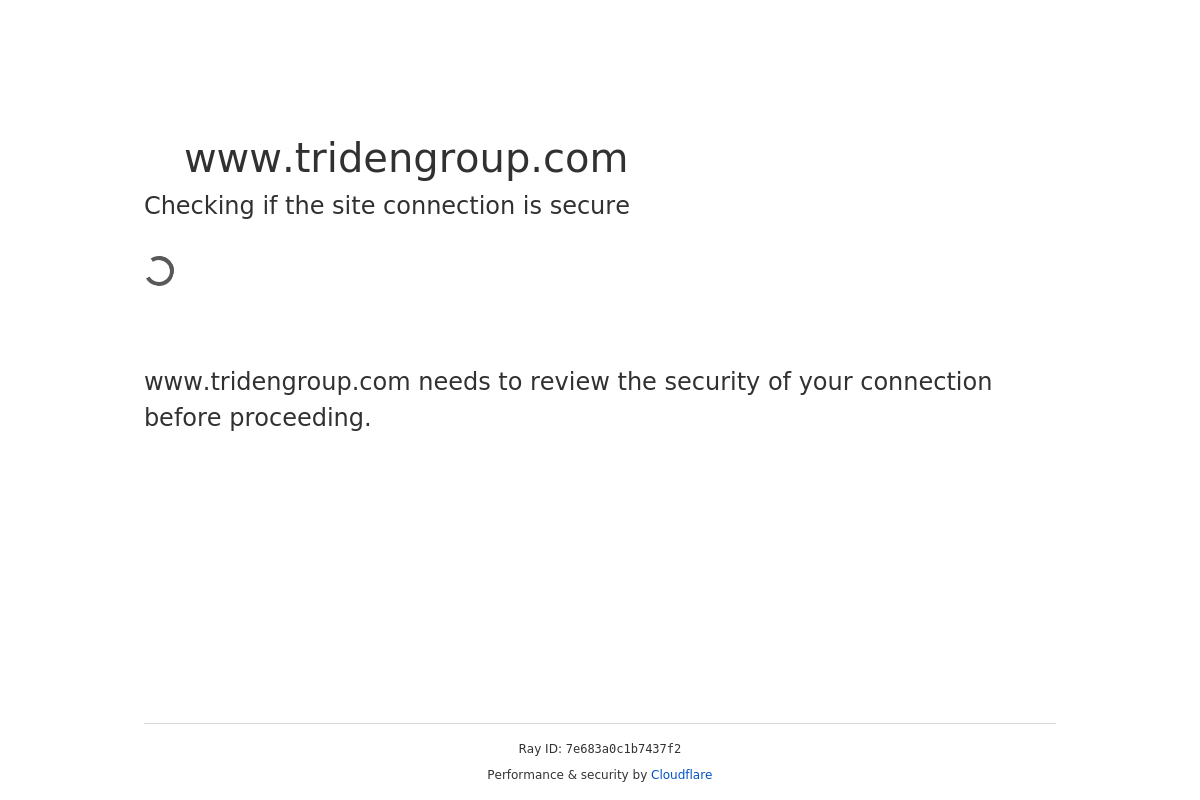 www.tridengroup.com
Checking if the site connection is secure
www.tridengroup.com needs to review the security of your connection
before proceeding.
Ray ID: 7e683a0c1b7437f2
Performance & security by Cloudflare